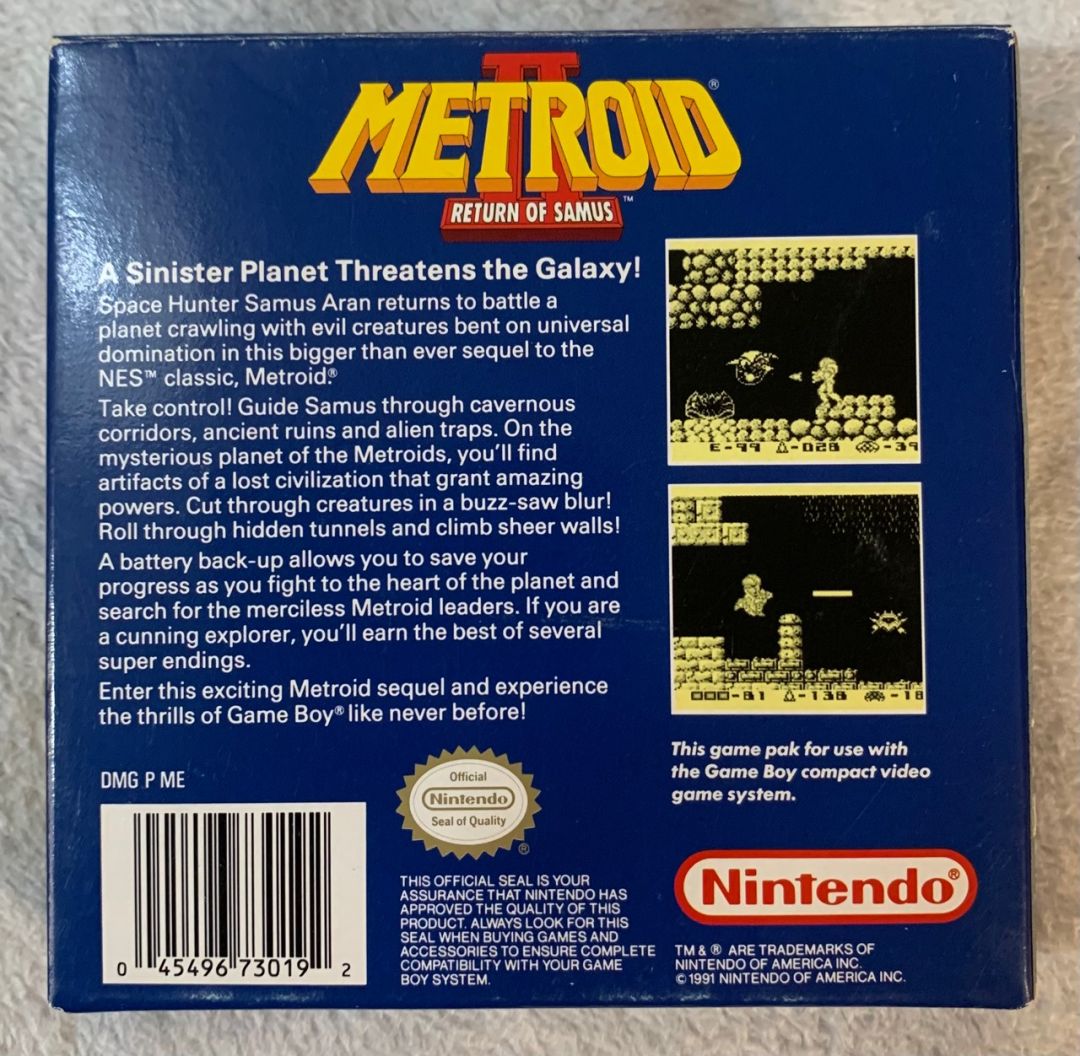 METROID®
II
RETURN OF SAMUS™
A Sinister Planet Threatens the Galaxy!
Space Hunter Samus Aran returns to battle a
planet crawling with evil creatures bent on universal
domination in this bigger than ever sequel to the
NES™ classic, Metroid.®
Take control! Guide Samus through cavernous
corridors, ancient ruins and alien traps. On the
mysterious planet of the Metroids, you'll find
artifacts of a lost civilization that grant amazing
powers. Cut through creatures in a buzz-saw blur!
Roll through hidden tunnels and climb sheer walls!
A battery back-up allows you to save your
progress as you fight to the heart of the planet and
search for the merciless Metroid leaders. If you are
a cunning explorer, you'll earn the best of several
super endings.
Enter this exciting Metroid sequel and experience
the thrills of Game Boy® like never before!
E-99 -028 -39
-81 -138 -18
This game pak for use with
the Game Boy compact video
game system.
DMG P ME
0 45496 73019 2
Official
Nintendo
Seal of Quality
®
THIS OFFICIAL SEAL IS YOUR
ASSURANCE THAT NINTENDO HAS
APPROVED THE QUALITY OF THIS
PRODUCT. ALWAYS LOOK FOR THIS
SEAL WHEN BUYING GAMES AND
ACCESSORIES TO ENSURE COMPLETE
COMPATIBILITY WITH YOUR GAME
BOY SYSTEM.
Nintendo®
TM & ® ARE TRADEMARKS OF
NINTENDO OF AMERICA INC.
© 1991 NINTENDO OF AMERICA INC.